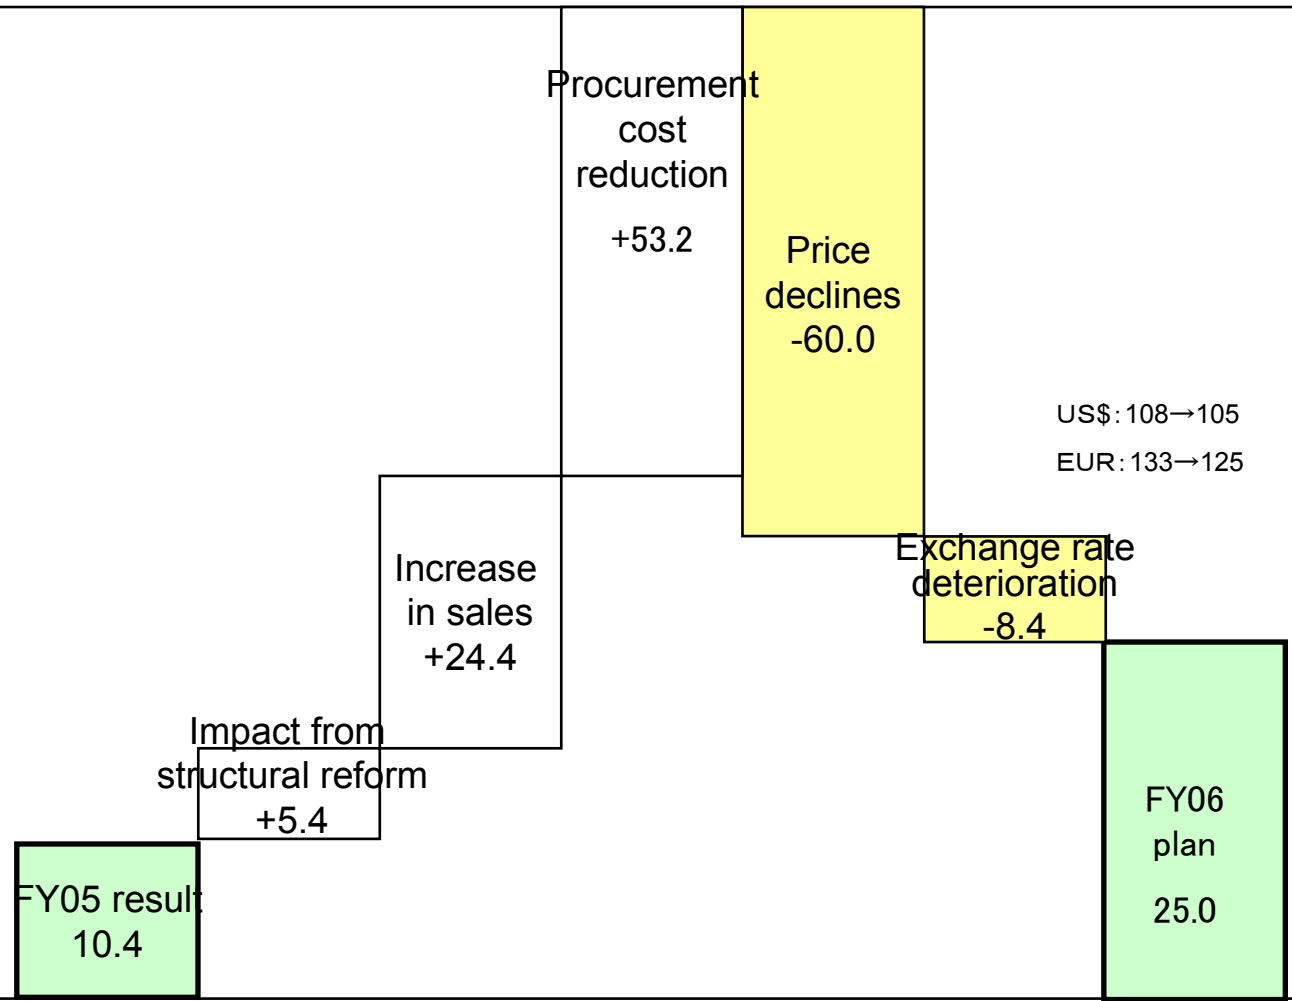 Procurement
cost
reduction
+53.2
Price
declines
-60.0
US$:108→105
EUR:133→125
Exchange rate
deterioration
-8.4
Increase
in sales
+24.4
Impact from
structural reform
+5.4
FY05 result
10.4
FY06
plan
25.0